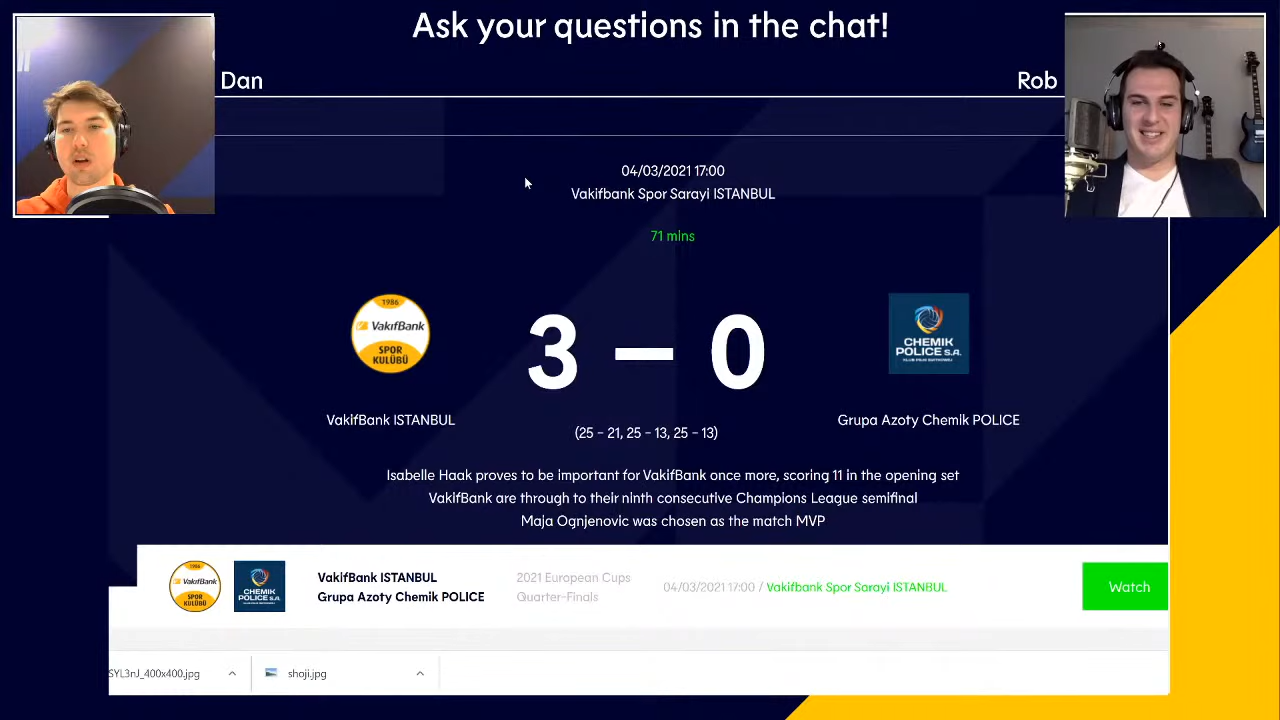 Ask your questions in the chat!
Dan
Rob
04/03/2021 17:00
Vakifbank Spor Sarayi ISTANBUL
71 mins
1986
VakıfBank
SPOR
KULÜBÜ
3 – 0
CHEMIK
POLICE S.A.
VakifBank ISTANBUL
Grupa Azoty Chemik POLICE
(25 - 21, 25 - 13, 25 - 13)
Isabelle Haak proves to be important for VakifBank once more, scoring 11 in the opening set
VakifBank are through to their ninth consecutive Champions League semifinal
Maja Ognjenovic was chosen as the match MVP
VakıfBank
SPOR
KULÜBÜ
CHEMIK
POLICE S.A.
VakifBank ISTANBUL
Grupa Azoty Chemik POLICE
2021 European Cups
Quarter-Finals
04/03/2021 17:00 / Vakifbank Spor Sarayi ISTANBUL
Watch
SYL3nJ_400x400.jpg
shoji.jpg